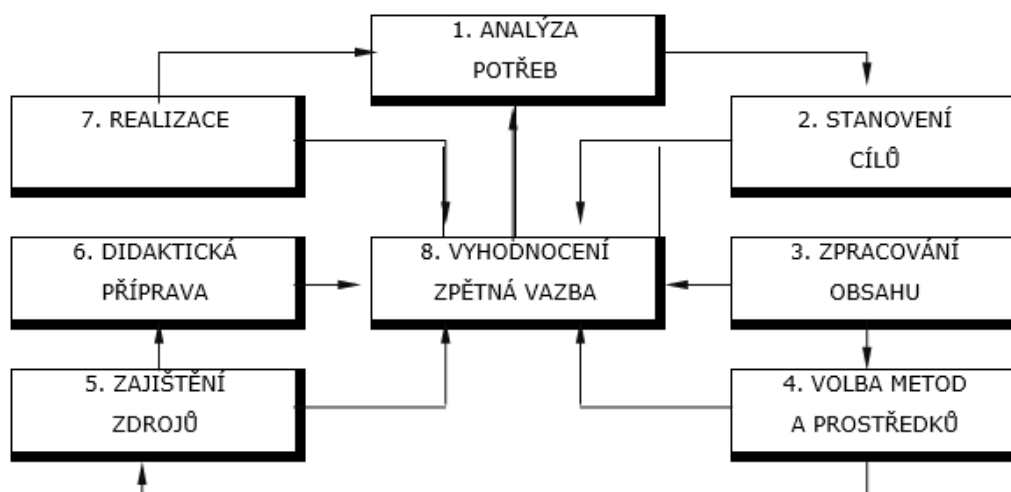 1. ANALÝZA
POTŘEB
7. REALIZACE
2. STANOVENÍ
CÍLŮ
6. DIDAKTICKÁ
PŘÍPRAVA
8. VYHODNOCENÍ
ZPĚTNÁ VAZBA
3. ZPRACOVÁNÍ
OBSAHU
5. ZAJIŠTĚNÍ
ZDROJŮ
4. VOLBA METOD
A PROSTŘEDKŮ